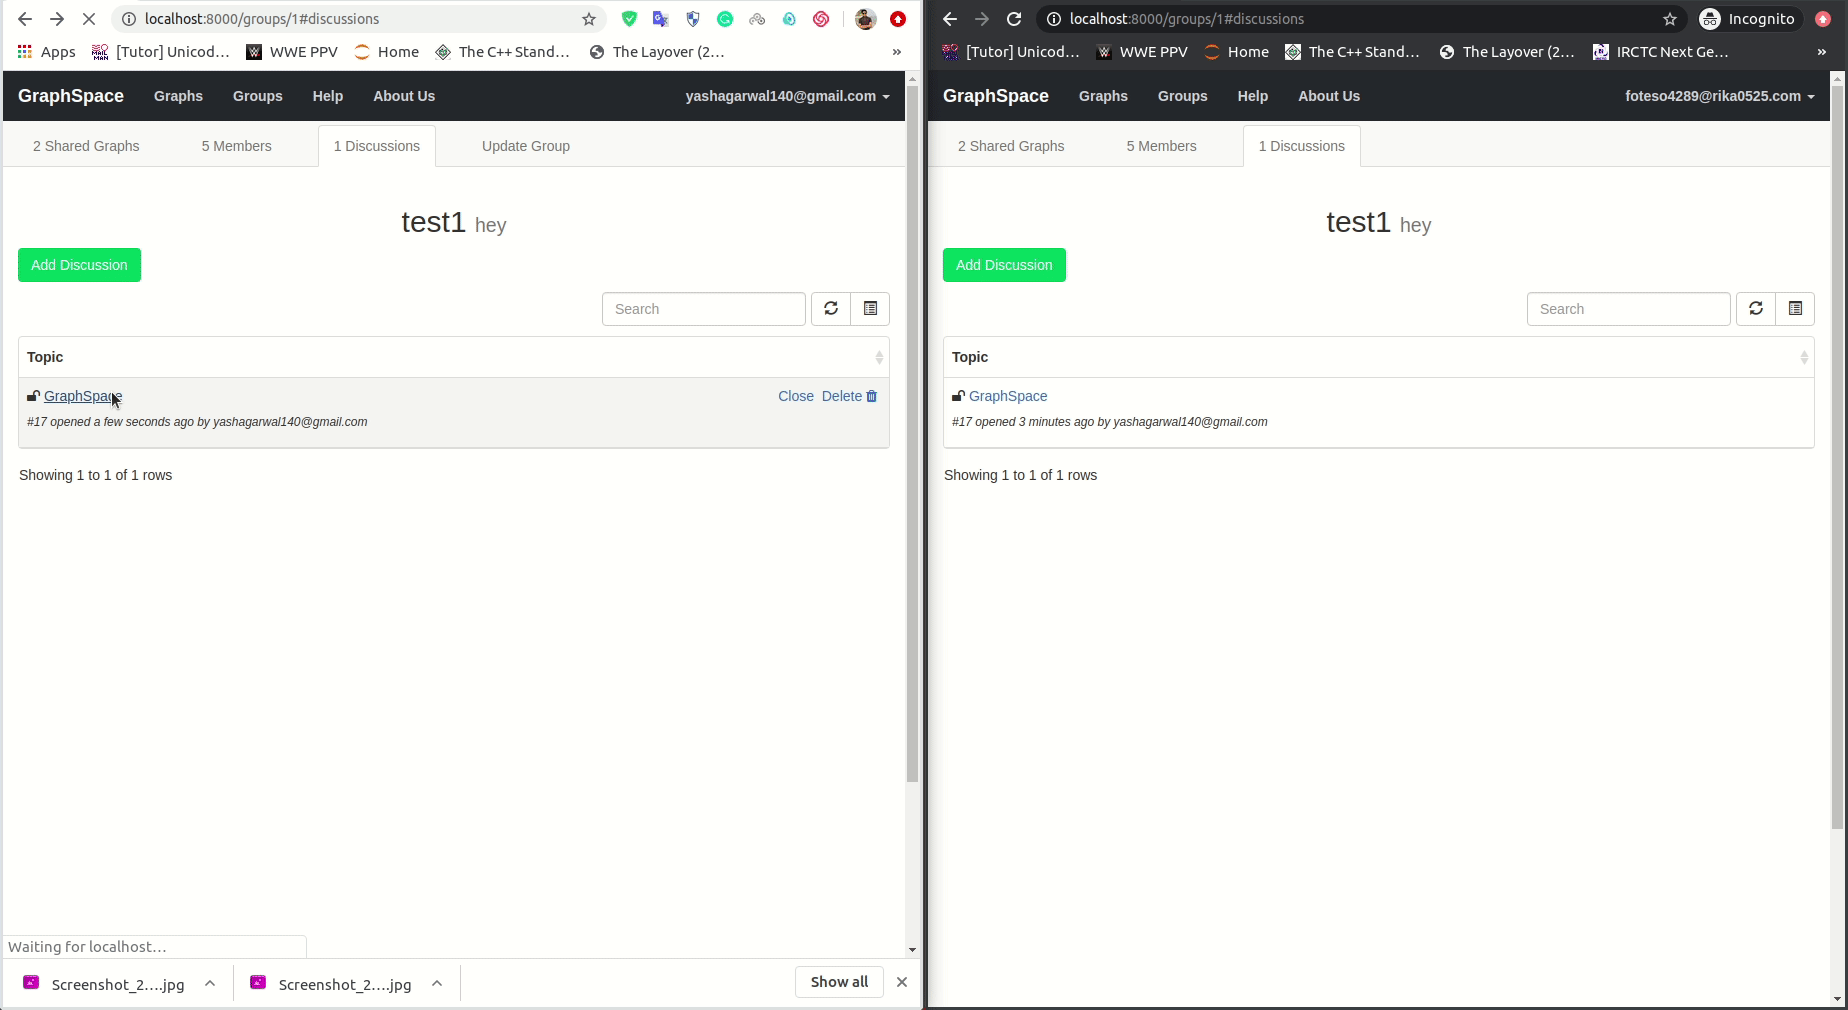 localhost:8000/groups/1#discussions
Apps [Tutor] Unicod... WWE PPV Home The C++ Stand... The Layover (2... »
GraphSpace Graphs Groups Help About Us yashagarwal140@gmail.com
2 Shared Graphs 5 Members 1 Discussions Update Group
test1 hey
Add Discussion
Search
Topic
GraphSpace Close Delete
#17 opened a few seconds ago by yashagarwal140@gmail.com
Showing 1 to 1 of 1 rows
Waiting for localhost...
Screenshot_2....jpg Screenshot_2....jpg Show all
localhost:8000/groups/1#discussions Incognito
[Tutor] Unicod... WWE PPV Home The C++ Stand... The Layover (2... IRCTC Next Ge... »
GraphSpace Graphs Groups Help About Us foteso4289@rika0525.com
2 Shared Graphs 5 Members 1 Discussions
test1 hey
Add Discussion
Search
Topic
GraphSpace
#17 opened 3 minutes ago by yashagarwal140@gmail.com
Showing 1 to 1 of 1 rows